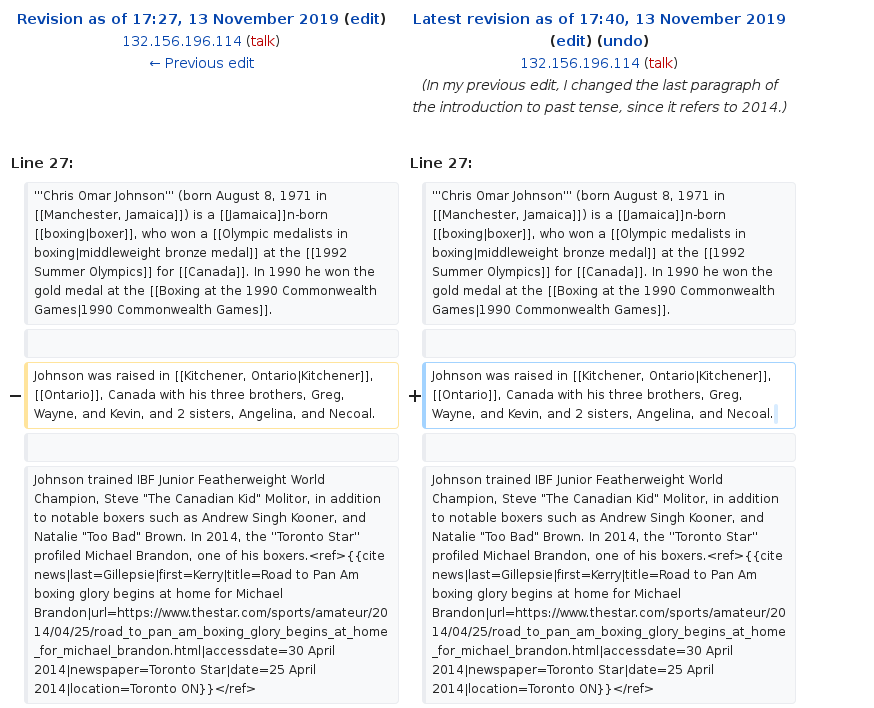 Revision as of 17:27, 13 November 2019 (edit)
132.156.196.114 (talk)
← Previous edit
Latest revision as of 17:40, 13 November 2019
(edit) (undo)
132.156.196.114 (talk)
(In my previous edit, I changed the last paragraph of
the introduction to past tense, since it refers to 2014.)
Line 27:
'''Chris Omar Johnson''' (born August 8, 1971 in
[[Manchester, Jamaica]]) is a [[Jamaica]]n-born
[[boxing|boxer]], who won a [[Olympic medalists in
boxing|middleweight bronze medal]] at the [[1992
Summer Olympics]] for [[Canada]]. In 1990 he won the
gold medal at the [[Boxing at the 1990 Commonwealth
Games|1990 Commonwealth Games]].
− Johnson was raised in [[Kitchener, Ontario|Kitchener]],
[[Ontario]], Canada with his three brothers, Greg,
Wayne, and Kevin, and 2 sisters, Angelina, and Necoal.
Johnson trained IBF Junior Featherweight World
Champion, Steve "The Canadian Kid" Molitor, in addition
to notable boxers such as Andrew Singh Kooner, and
Natalie "Too Bad" Brown. In 2014, the ''Toronto Star''
profiled Michael Brandon, one of his boxers.<ref>{{cite
news|last=Gillepsie|first=Kerry|title=Road to Pan Am
boxing glory begins at home for Michael
Brandon|url=https://www.thestar.com/sports/amateur/20
14/04/25/road_to_pan_am_boxing_glory_begins_at_home
_for_michael_brandon.html|accessdate=30 April
2014|newspaper=Toronto Star|date=25 April
2014|location=Toronto ON}}</ref>
Line 27:
'''Chris Omar Johnson''' (born August 8, 1971 in
[[Manchester, Jamaica]]) is a [[Jamaica]]n-born
[[boxing|boxer]], who won a [[Olympic medalists in
boxing|middleweight bronze medal]] at the [[1992
Summer Olympics]] for [[Canada]]. In 1990 he won the
gold medal at the [[Boxing at the 1990 Commonwealth
Games|1990 Commonwealth Games]].
+ Johnson was raised in [[Kitchener, Ontario|Kitchener]],
[[Ontario]], Canada with his three brothers, Greg,
Wayne, and Kevin, and 2 sisters, Angelina, and Necoal.
Johnson trained IBF Junior Featherweight World
Champion, Steve "The Canadian Kid" Molitor, in addition
to notable boxers such as Andrew Singh Kooner, and
Natalie "Too Bad" Brown. In 2014, the ''Toronto Star''
profiled Michael Brandon, one of his boxers.<ref>{{cite
news|last=Gillepsie|first=Kerry|title=Road to Pan Am
boxing glory begins at home for Michael
Brandon|url=https://www.thestar.com/sports/amateur/20
14/04/25/road_to_pan_am_boxing_glory_begins_at_home
_for_michael_brandon.html|accessdate=30 April
2014|newspaper=Toronto Star|date=25 April
2014|location=Toronto ON}}</ref>